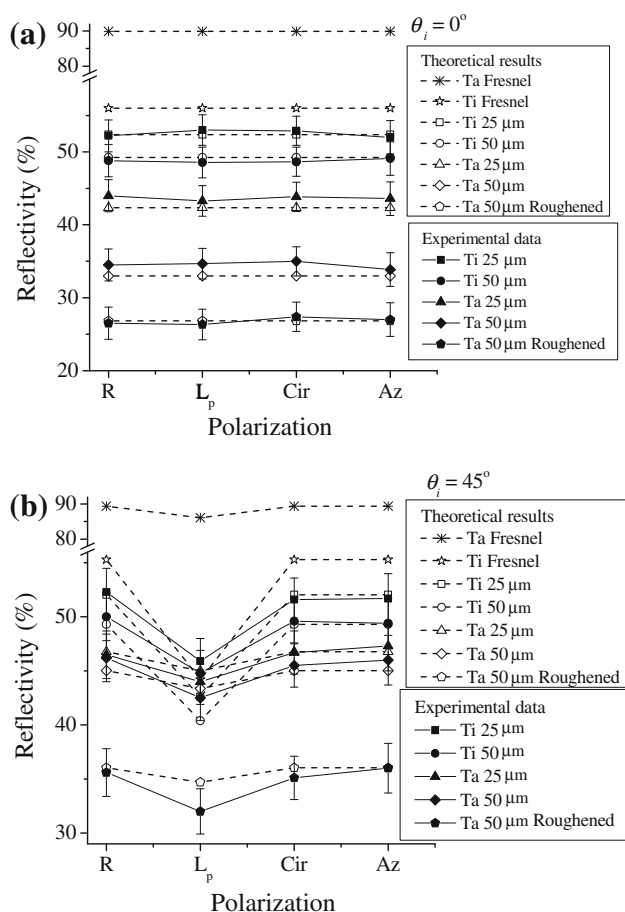 (a)
θi = 0°
90
80
50
40
30
20
Reflectivity (%)
R
Lp
Cir
Az
Polarization
Theoretical results
Ta Fresnel
Ti Fresnel
Ti 25 μm
Ti 50 μm
Ta 25 μm
Ta 50 μm
Ta 50 μm Roughened
Experimental data
Ti 25 μm
Ti 50 μm
Ta 25 μm
Ta 50 μm
Ta 50 μm Roughened
(b)
θi = 45°
90
80
50
40
30
Reflectivity (%)
R
Lp
Cir
Az
Polarization
Theoretical results
Ta Fresnel
Ti Fresnel
Ti 25 μm
Ti 50 μm
Ta 25 μm
Ta 50 μm
Ta 50 μm Roughened
Experimental data
Ti 25 μm
Ti 50 μm
Ta 25 μm
Ta 50 μm
Ta 50 μm Roughened